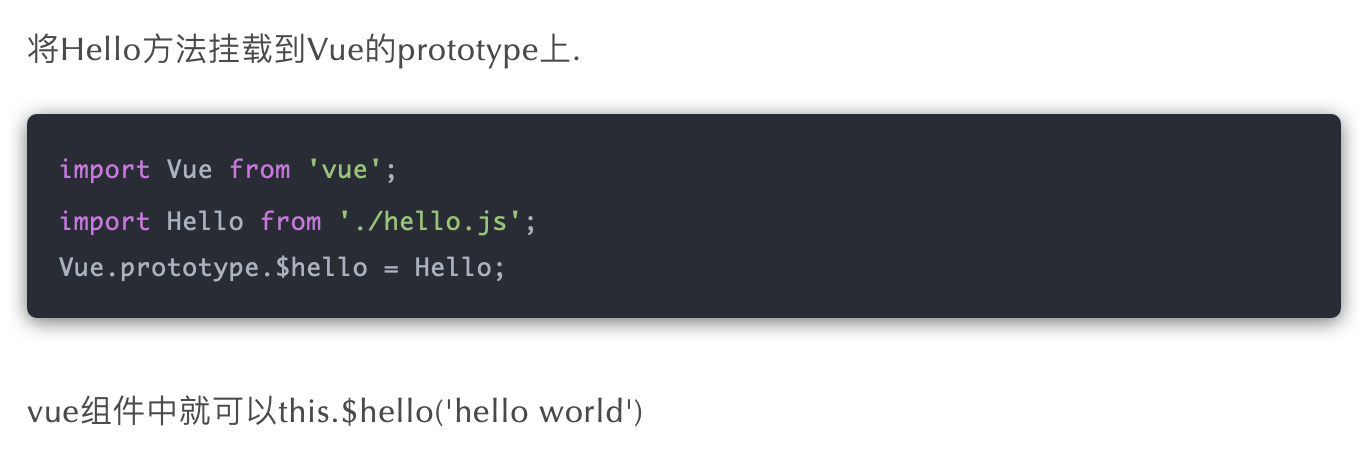 将Hello方法挂载到Vue的prototype上.
import Vue from 'vue';
import Hello from './hello.js';
Vue.prototype.$hello = Hello;
vue组件中就可以this.$hello('hello world')